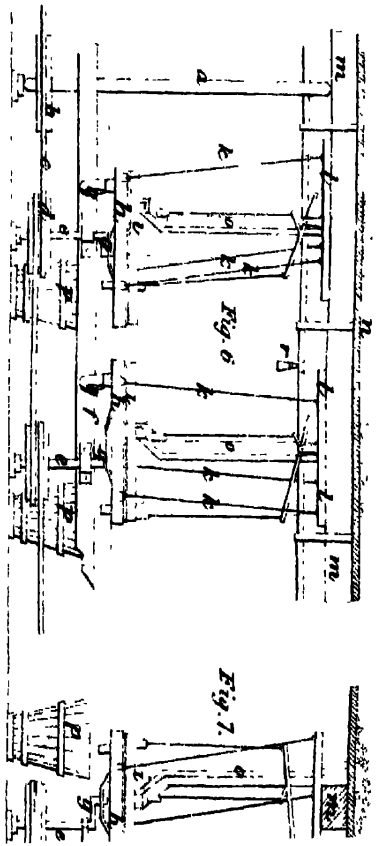 n
m m
l l l
r
a k k k k k k
Fig. 6
o o
i
h h
g g f
e e
b c d p p
Fig. 7.
m
o
i h
g
p e